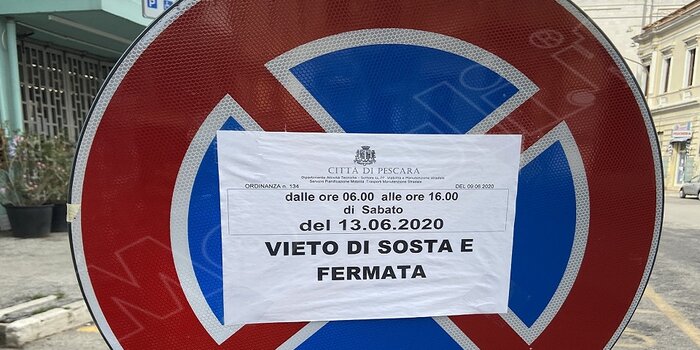 CITTÀ DI PESCARA
ORDINANZA n. 134
DEL 09-06-2020
dalle ore 06.00 alle ore 16.00
di Sabato
del 13.06.2020
VIETO DI SOSTA E
FERMATA